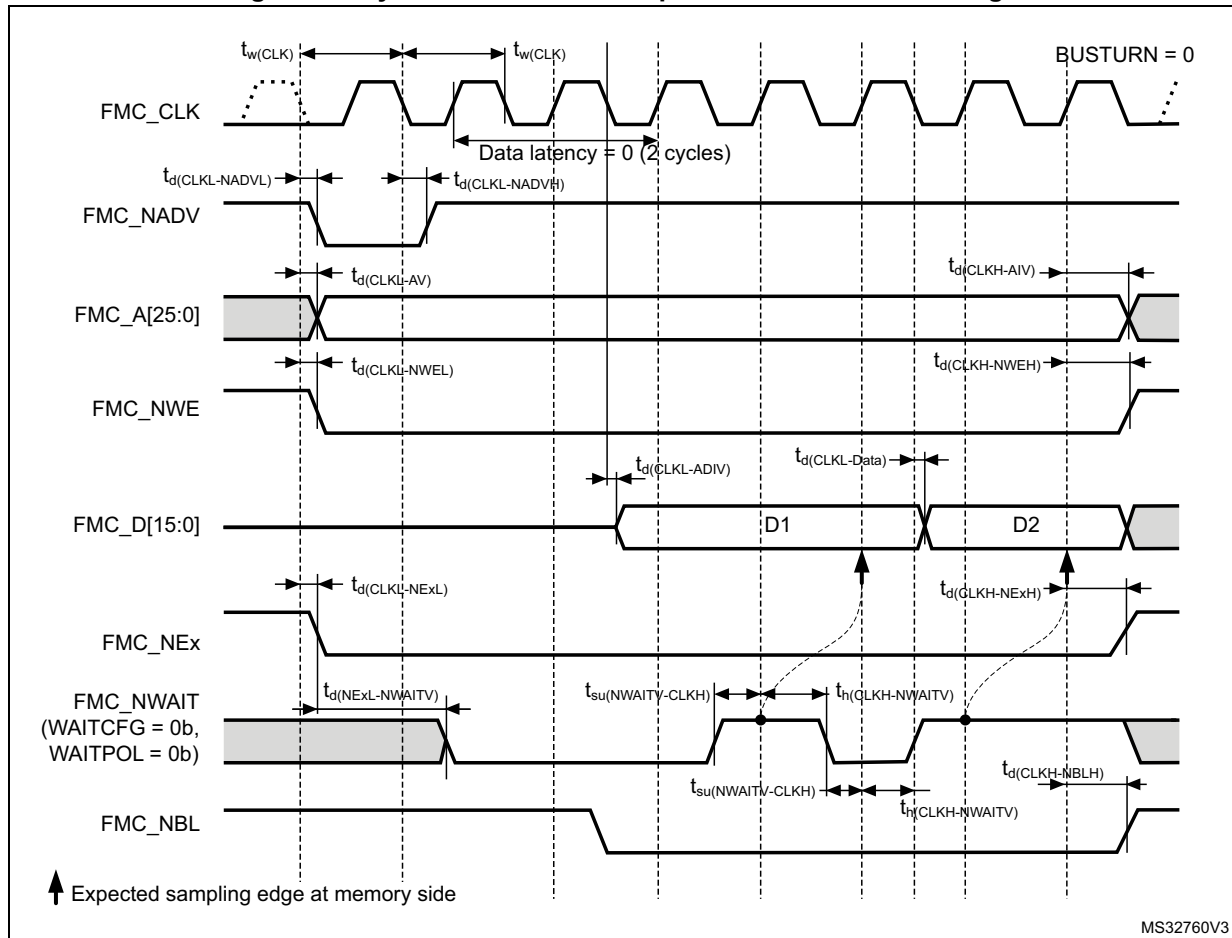 tw(CLK) tw(CLK) BUSTURN = 0
FMC_CLK
Data latency = 0 (2 cycles)
td(CLKL-NADVL) td(CLKL-NADVH)
FMC_NADV
td(CLKL-AV) td(CLKH-AIV)
FMC_A[25:0]
td(CLKL-NWEL) td(CLKH-NWEH)
FMC_NWE
td(CLKL-ADIV) td(CLKL-Data)
FMC_D[15:0] D1 D2
td(CLKL-NExL) td(CLKH-NExH)
FMC_NEx
td(NExL-NWAITV) tsu(NWAITV-CLKH) th(CLKH-NWAITV)
FMC_NWAIT
(WAITCFG = 0b,
WAITPOL = 0b)
tsu(NWAITV-CLKH) th(CLKH-NWAITV) td(CLKH-NBLH)
FMC_NBL
Expected sampling edge at memory side
MS32760V3